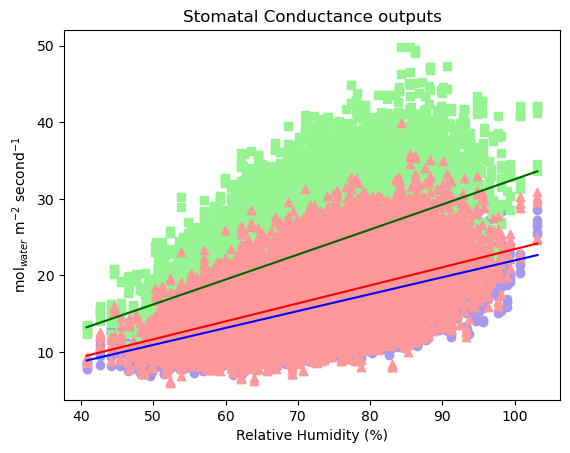 Stomatal Conductance outputs
50
40
30
20
10
mol_water m⁻² second⁻¹
40 50 60 70 80 90 100
Relative Humidity (%)